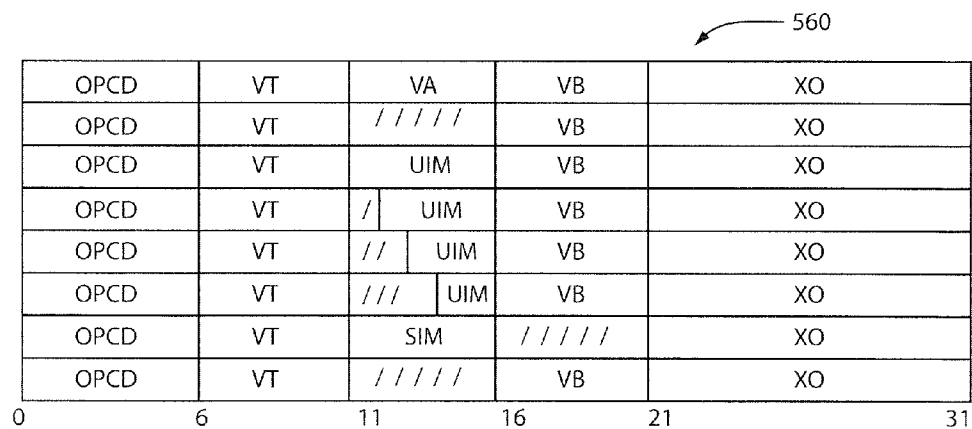 560
OPCD VT VA VB XO
OPCD VT / / / / / VB XO
OPCD VT UIM VB XO
OPCD VT / UIM VB XO
OPCD VT / / UIM VB XO
OPCD VT / / / UIM VB XO
OPCD VT SIM / / / / / XO
OPCD VT / / / / / VB XO
0 6 11 16 21 31